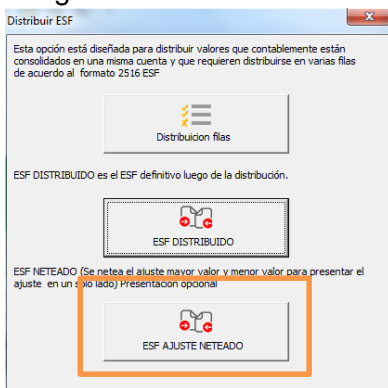 Distribuir ESF
x
Esta opción está diseñada para distribuir valores que contablemente están
consolidados en una misma cuenta y que requieren distribuirse en varias filas
de acuerdo al formato 2516 ESF
Distribucion filas
ESF DISTRIBUIDO es el ESF definitivo luego de la distribución.
ESF DISTRIBUIDO
ESF NETEADO (Se netea el ajuste mayor valor y menor valor para presentar el
ajuste en un solo lado) Presentación opcional
ESF AJUSTE NETEADO